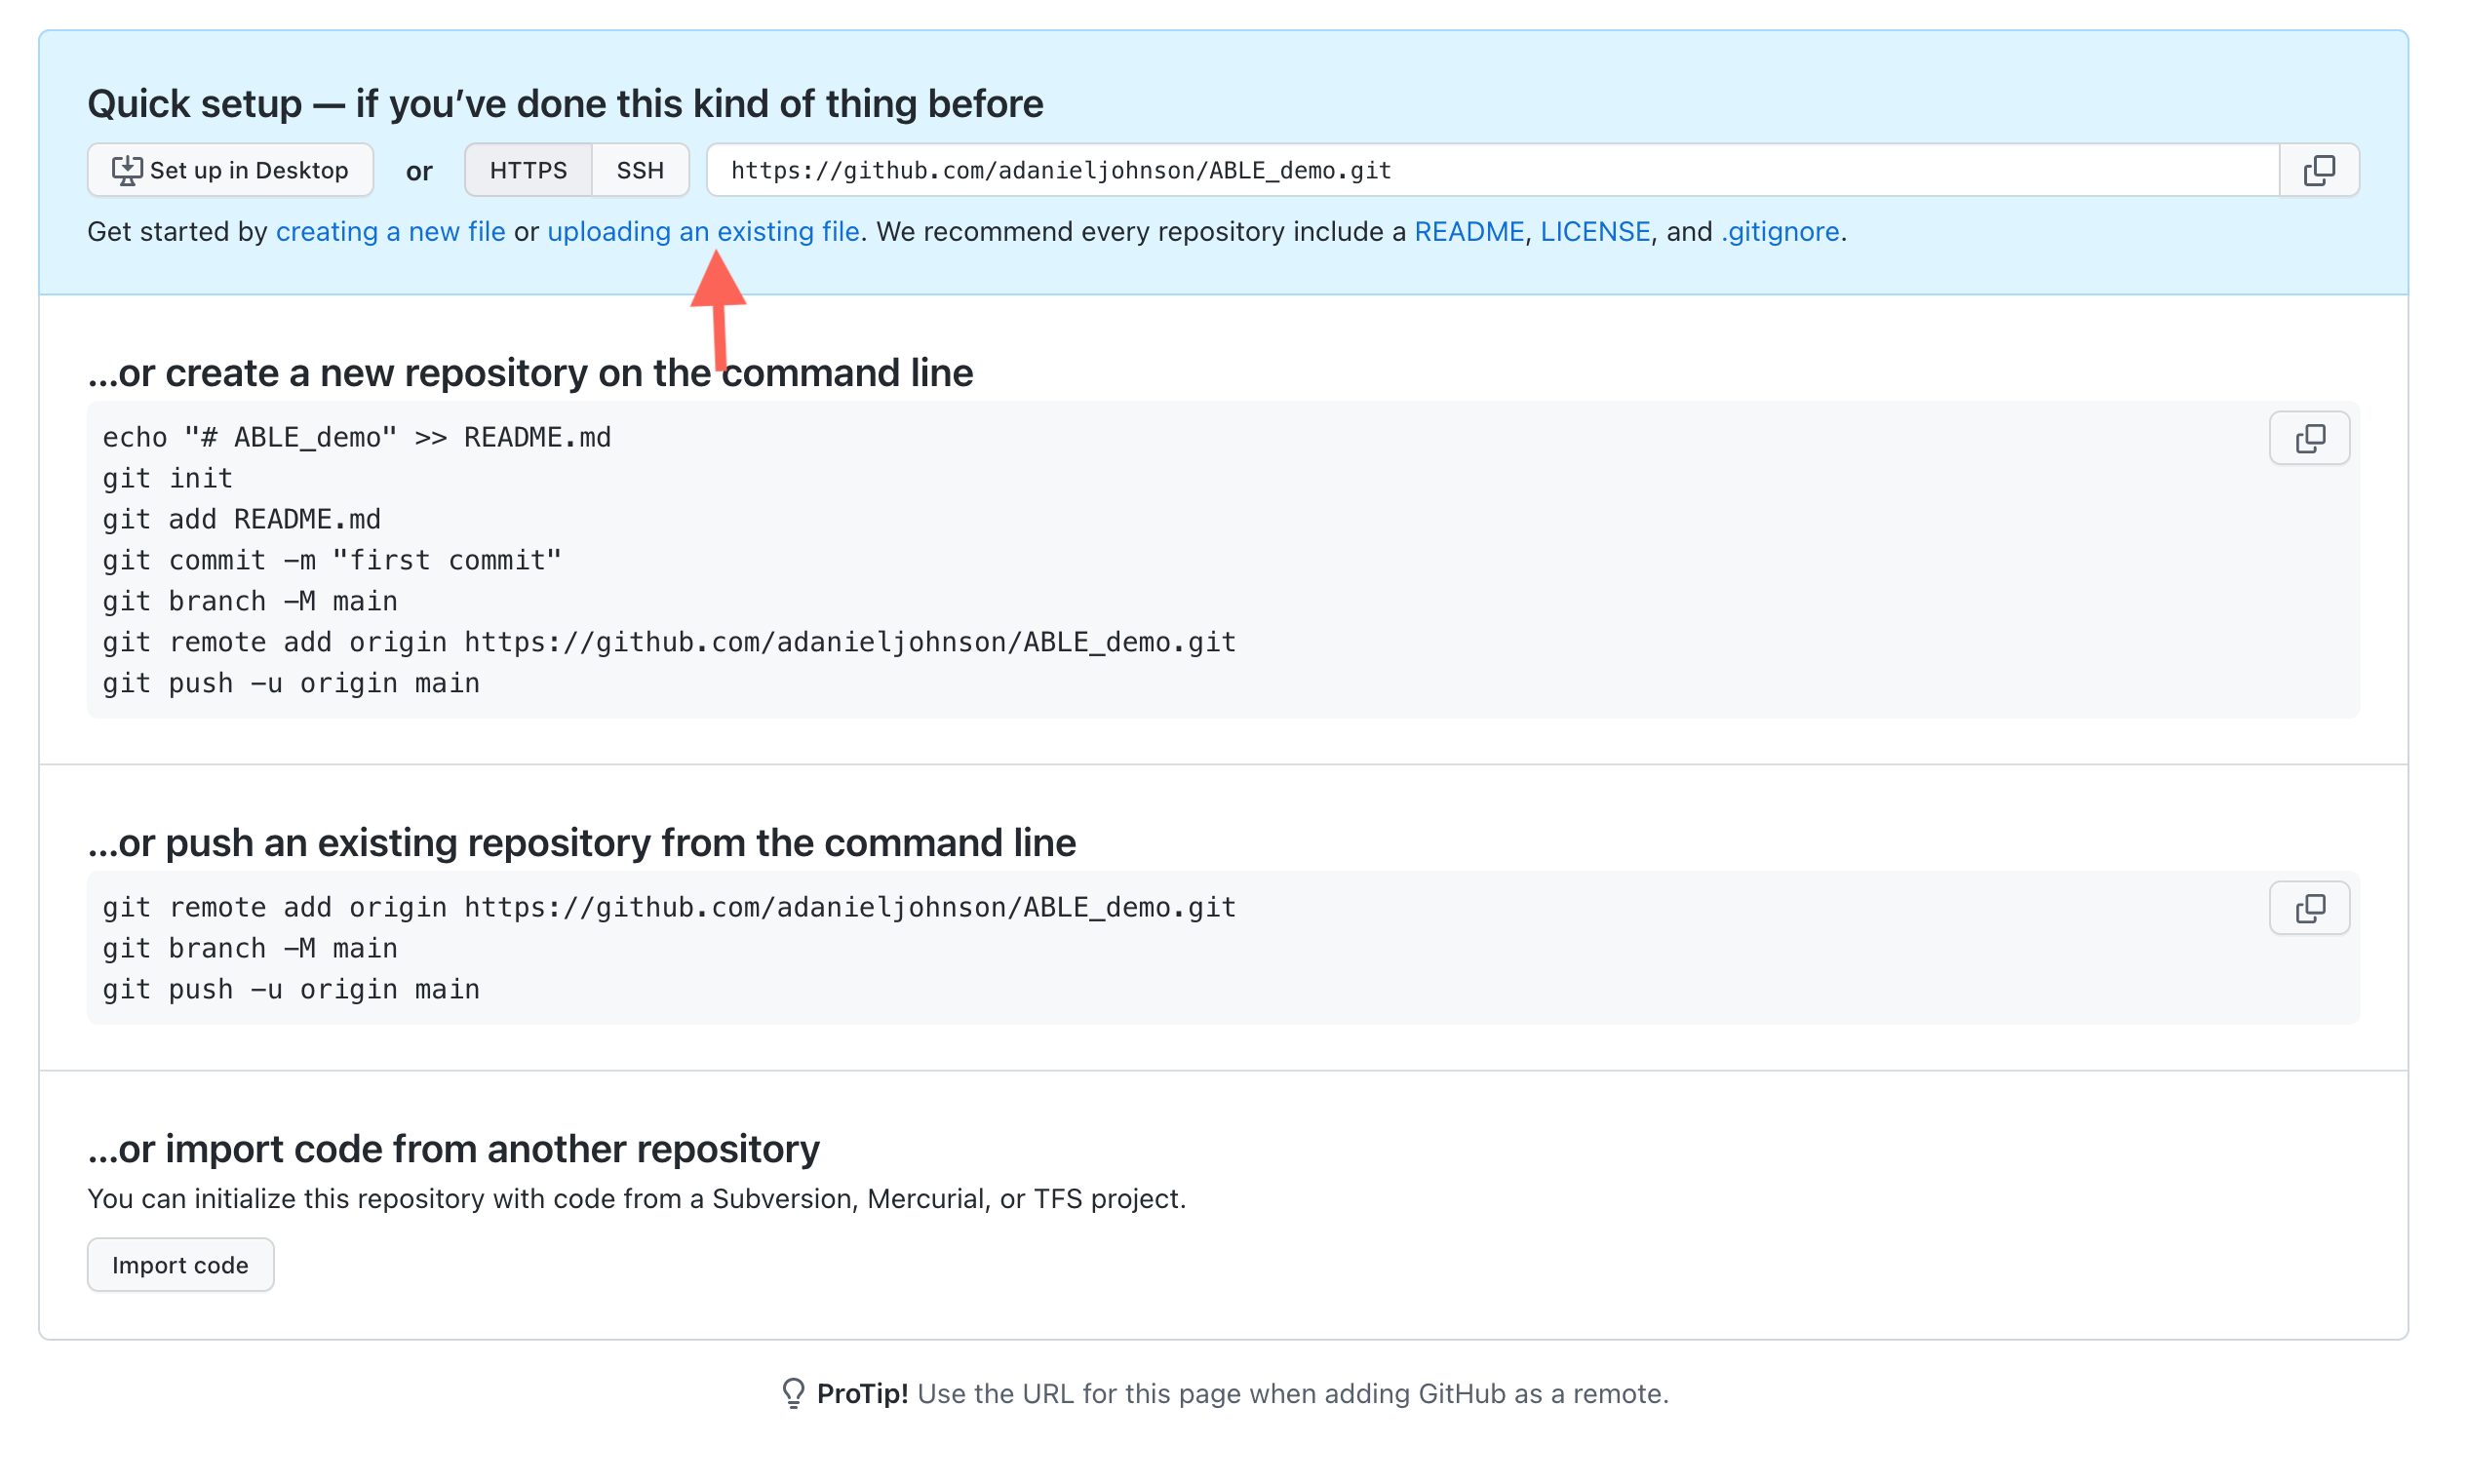 Quick setup — if you’ve done this kind of thing before
Set up in Desktop or HTTPS SSH https://github.com/adanieljohnson/ABLE_demo.git
Get started by creating a new file or uploading an existing file. We recommend every repository include a README, LICENSE, and .gitignore.
…or create a new repository on the command line
echo "# ABLE_demo" >> README.md
git init
git add README.md
git commit -m "first commit"
git branch -M main
git remote add origin https://github.com/adanieljohnson/ABLE_demo.git
git push -u origin main
…or push an existing repository from the command line
git remote add origin https://github.com/adanieljohnson/ABLE_demo.git
git branch -M main
git push -u origin main
…or import code from another repository
You can initialize this repository with code from a Subversion, Mercurial, or TFS project.
Import code
ProTip! Use the URL for this page when adding GitHub as a remote.